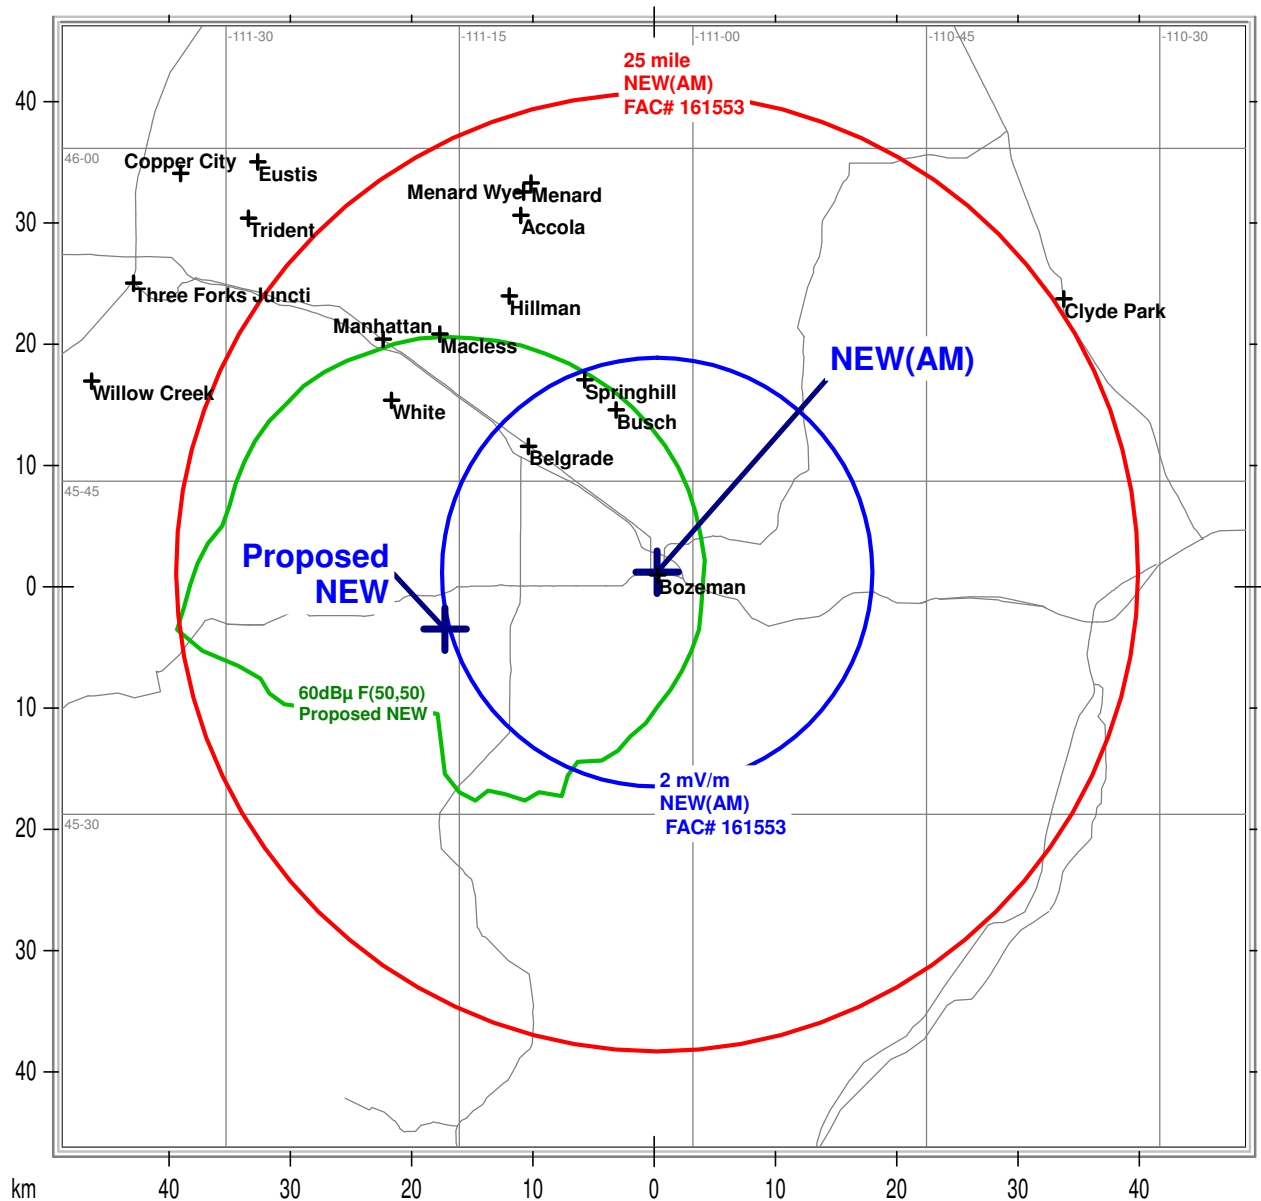 -111-30
-111-15
-111-00
-110-45
-110-30
25 mile
NEW(AM)
FAC# 161553
40
46-00
Copper City
Eustis
Menard Wye
Menard
30
Trident
Accola
Three Forks Juncti
Hillman
Clyde Park
20
Manhattan
Macless
NEW(AM)
Willow Creek
Springhill
White
Busch
Belgrade
10
45-45
Proposed
NEW
0
Bozeman
60dBµ F(50,50)
Proposed NEW
10
2 mV/m
NEW(AM)
FAC# 161553
20
45-30
30
40
km
40
30
20
10
0
10
20
30
40